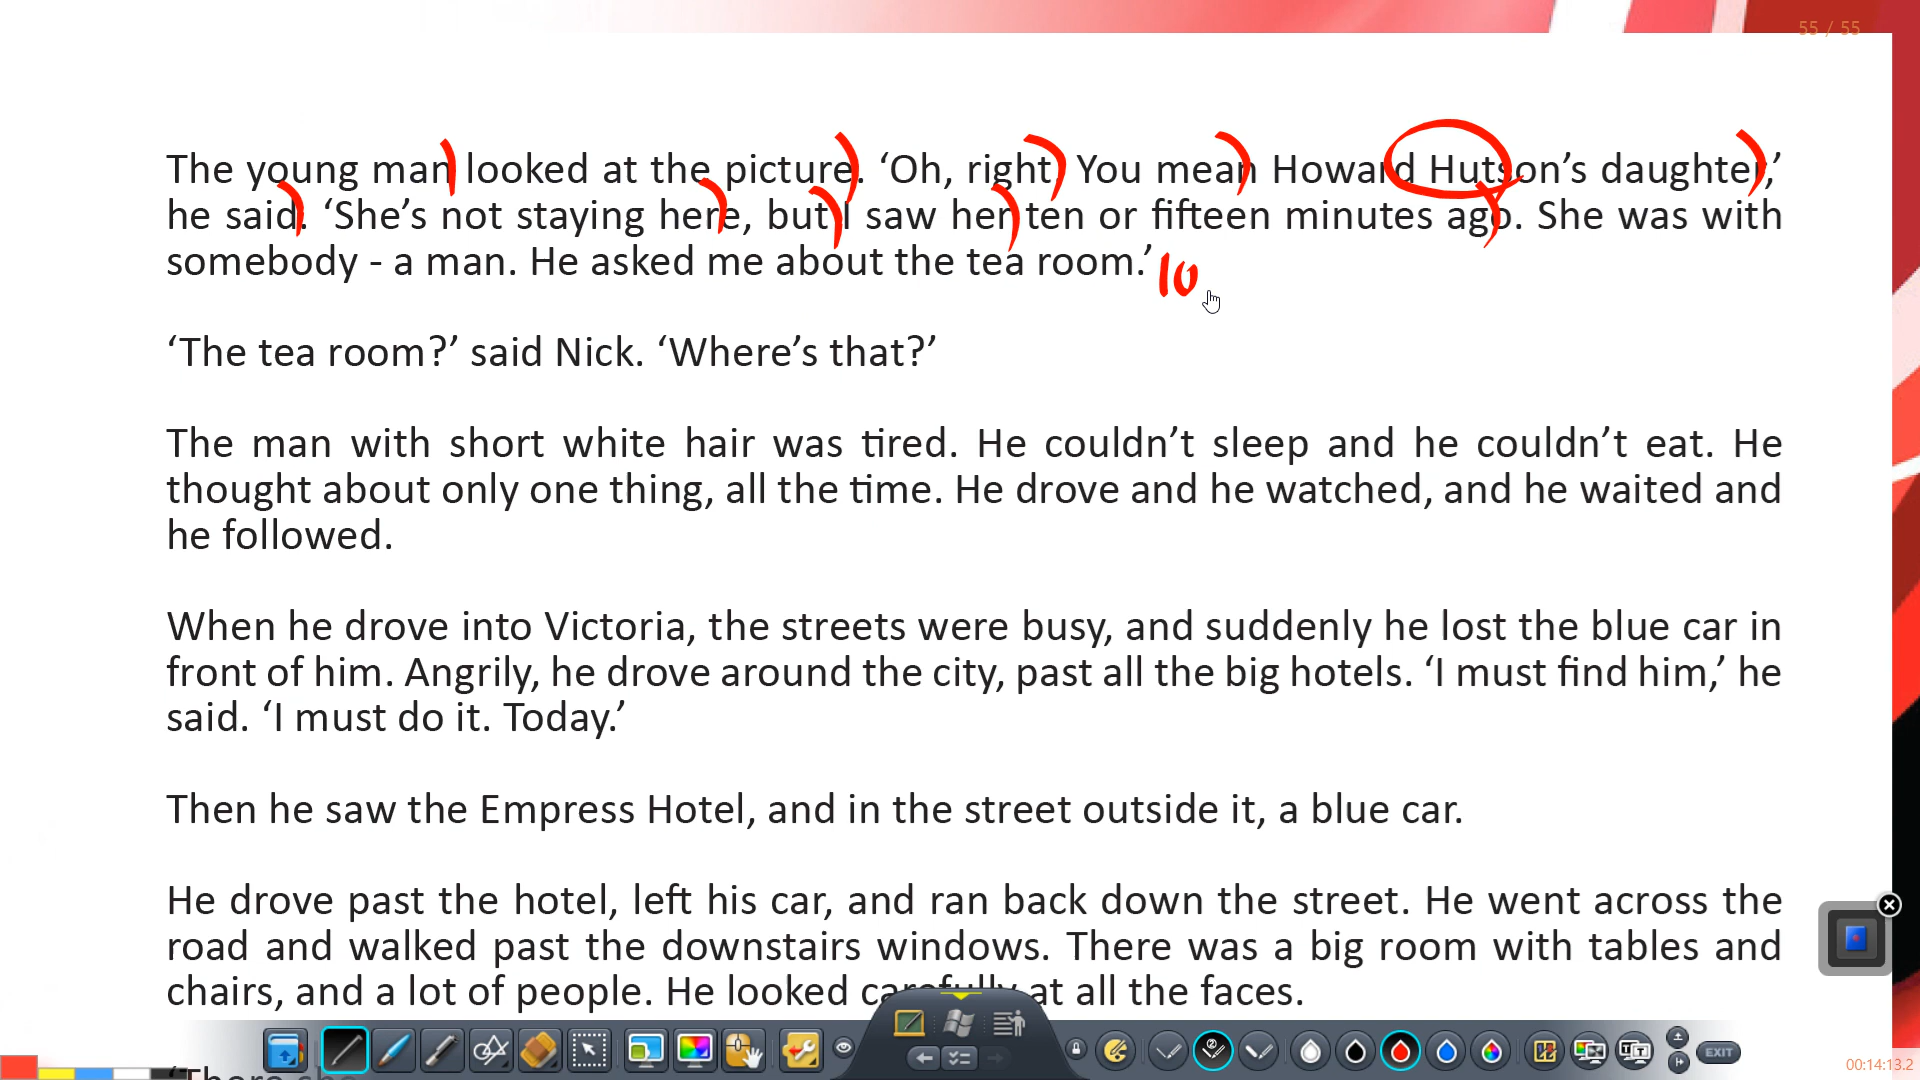 55 / 55
The young man looked at the picture. ‘Oh, right. You mean Howard Hutson’s daughter,’
he said. ‘She’s not staying here, but I saw her ten or fifteen minutes ago. She was with
somebody - a man. He asked me about the tea room.’
10
‘The tea room?’ said Nick. ‘Where’s that?’
The man with short white hair was tired. He couldn’t sleep and he couldn’t eat. He
thought about only one thing, all the time. He drove and he watched, and he waited and
he followed.
When he drove into Victoria, the streets were busy, and suddenly he lost the blue car in
front of him. Angrily, he drove around the city, past all the big hotels. ‘I must find him,’ he
said. ‘I must do it. Today.’
Then he saw the Empress Hotel, and in the street outside it, a blue car.
He drove past the hotel, left his car, and ran back down the street. He went across the
road and walked past the downstairs windows. There was a big room with tables and
chairs, and a lot of people. He looked carefully at all the faces.
EXIT
00:14:13.2